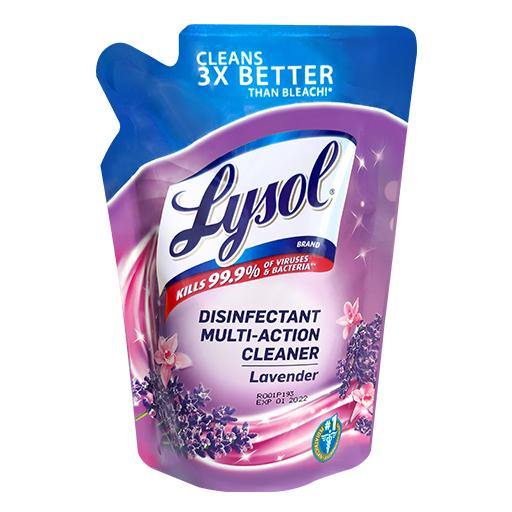 CLEANS
3X BETTER
THAN BLEACH!*
Lysol®
BRAND
KILLS 99.9% OF VIRUSES & BACTERIA**
DISINFECTANT
MULTI-ACTION
CLEANER
Lavender
R001P193
EXP 01 2022
#1